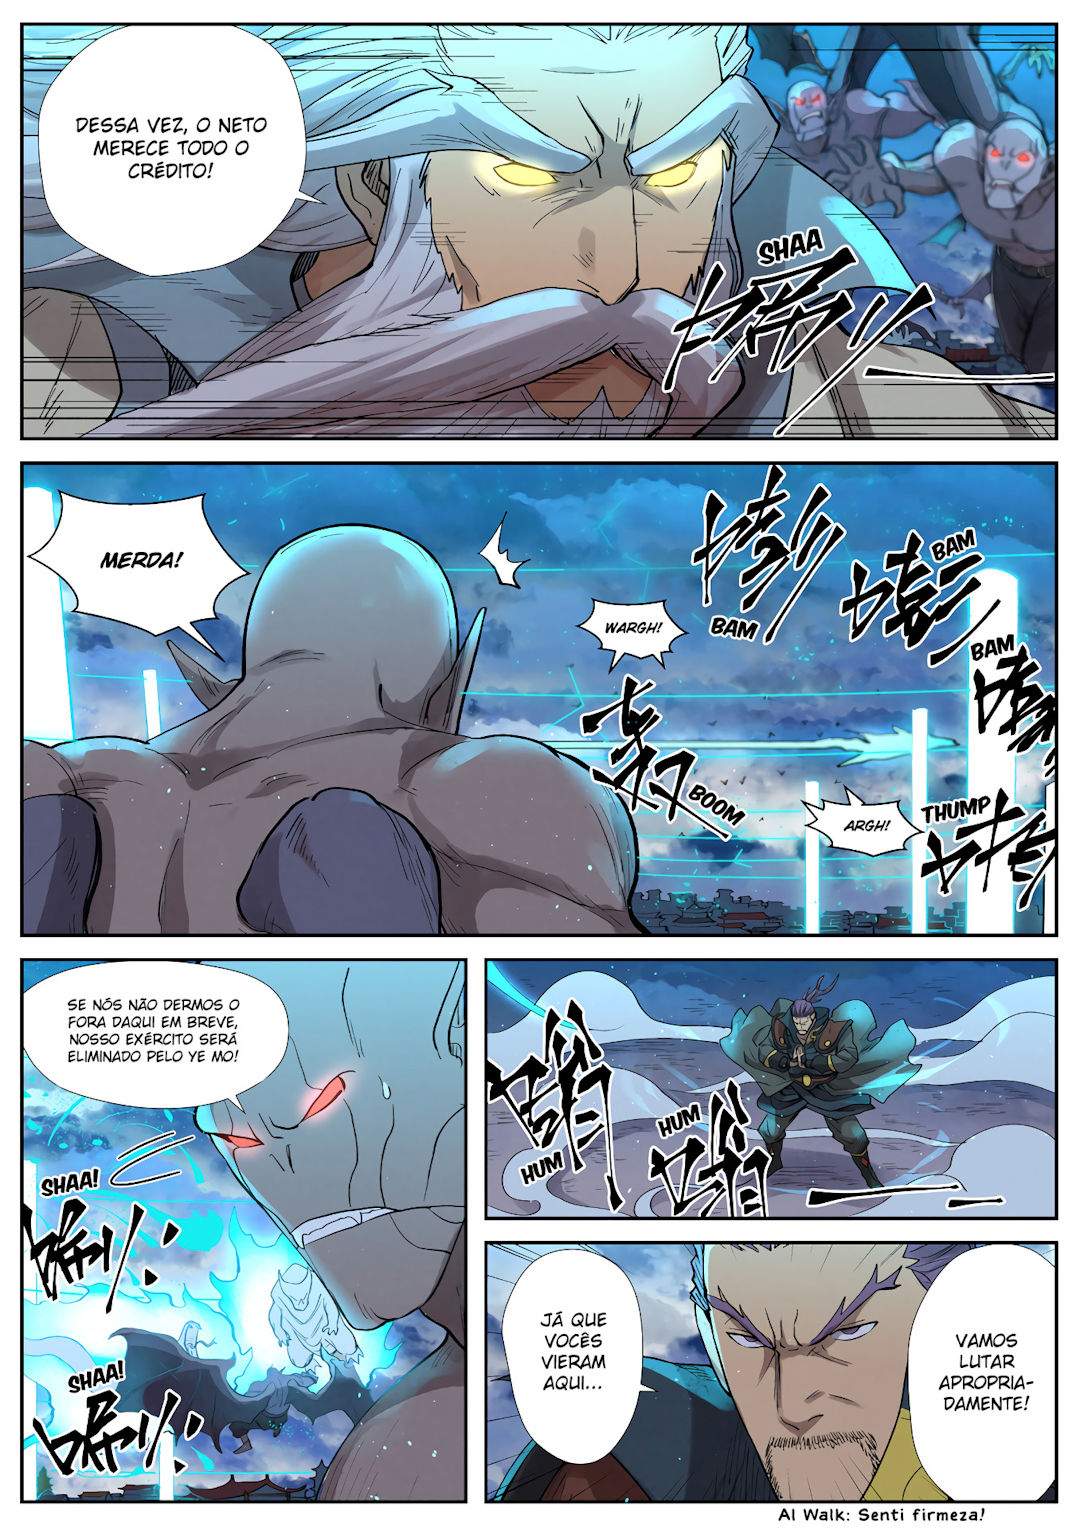 DESSA VEZ, O NETO
MERECE TODO O
CRÉDITO!
SHAA
MERDA!
WARGH!
BAM
BAM
BAM
BOOM
ARGH!
THUMP
SE NÓS NÃO DERMOS O
FORA DAQUI EM BREVE,
NOSSO EXÉRCITO SERÁ
ELIMINADO PELO YE MO!
SHAA!
SHAA!
HUM
HUM
JÁ QUE
VOCÊS
VIERAM
AQUI...
VAMOS
LUTAR
APROPRIA-
DAMENTE!
Al Walk: Senti firmeza!